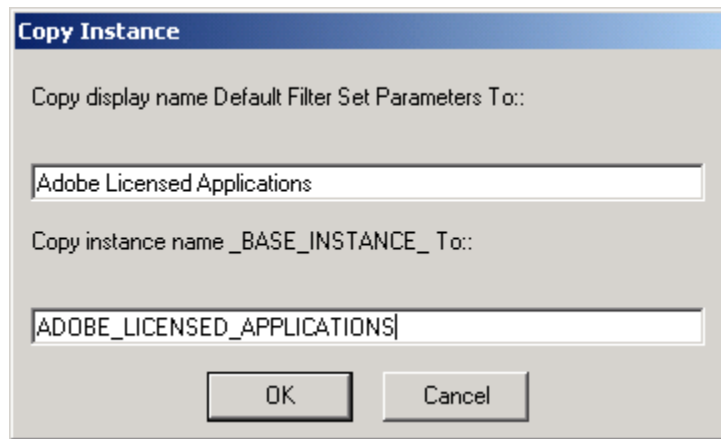 Copy Instance
Copy display name Default Filter Set Parameters To::
Adobe Licensed Applications
Copy instance name _BASE_INSTANCE_ To::
ADOBE_LICENSED_APPLICATIONS
OK
Cancel